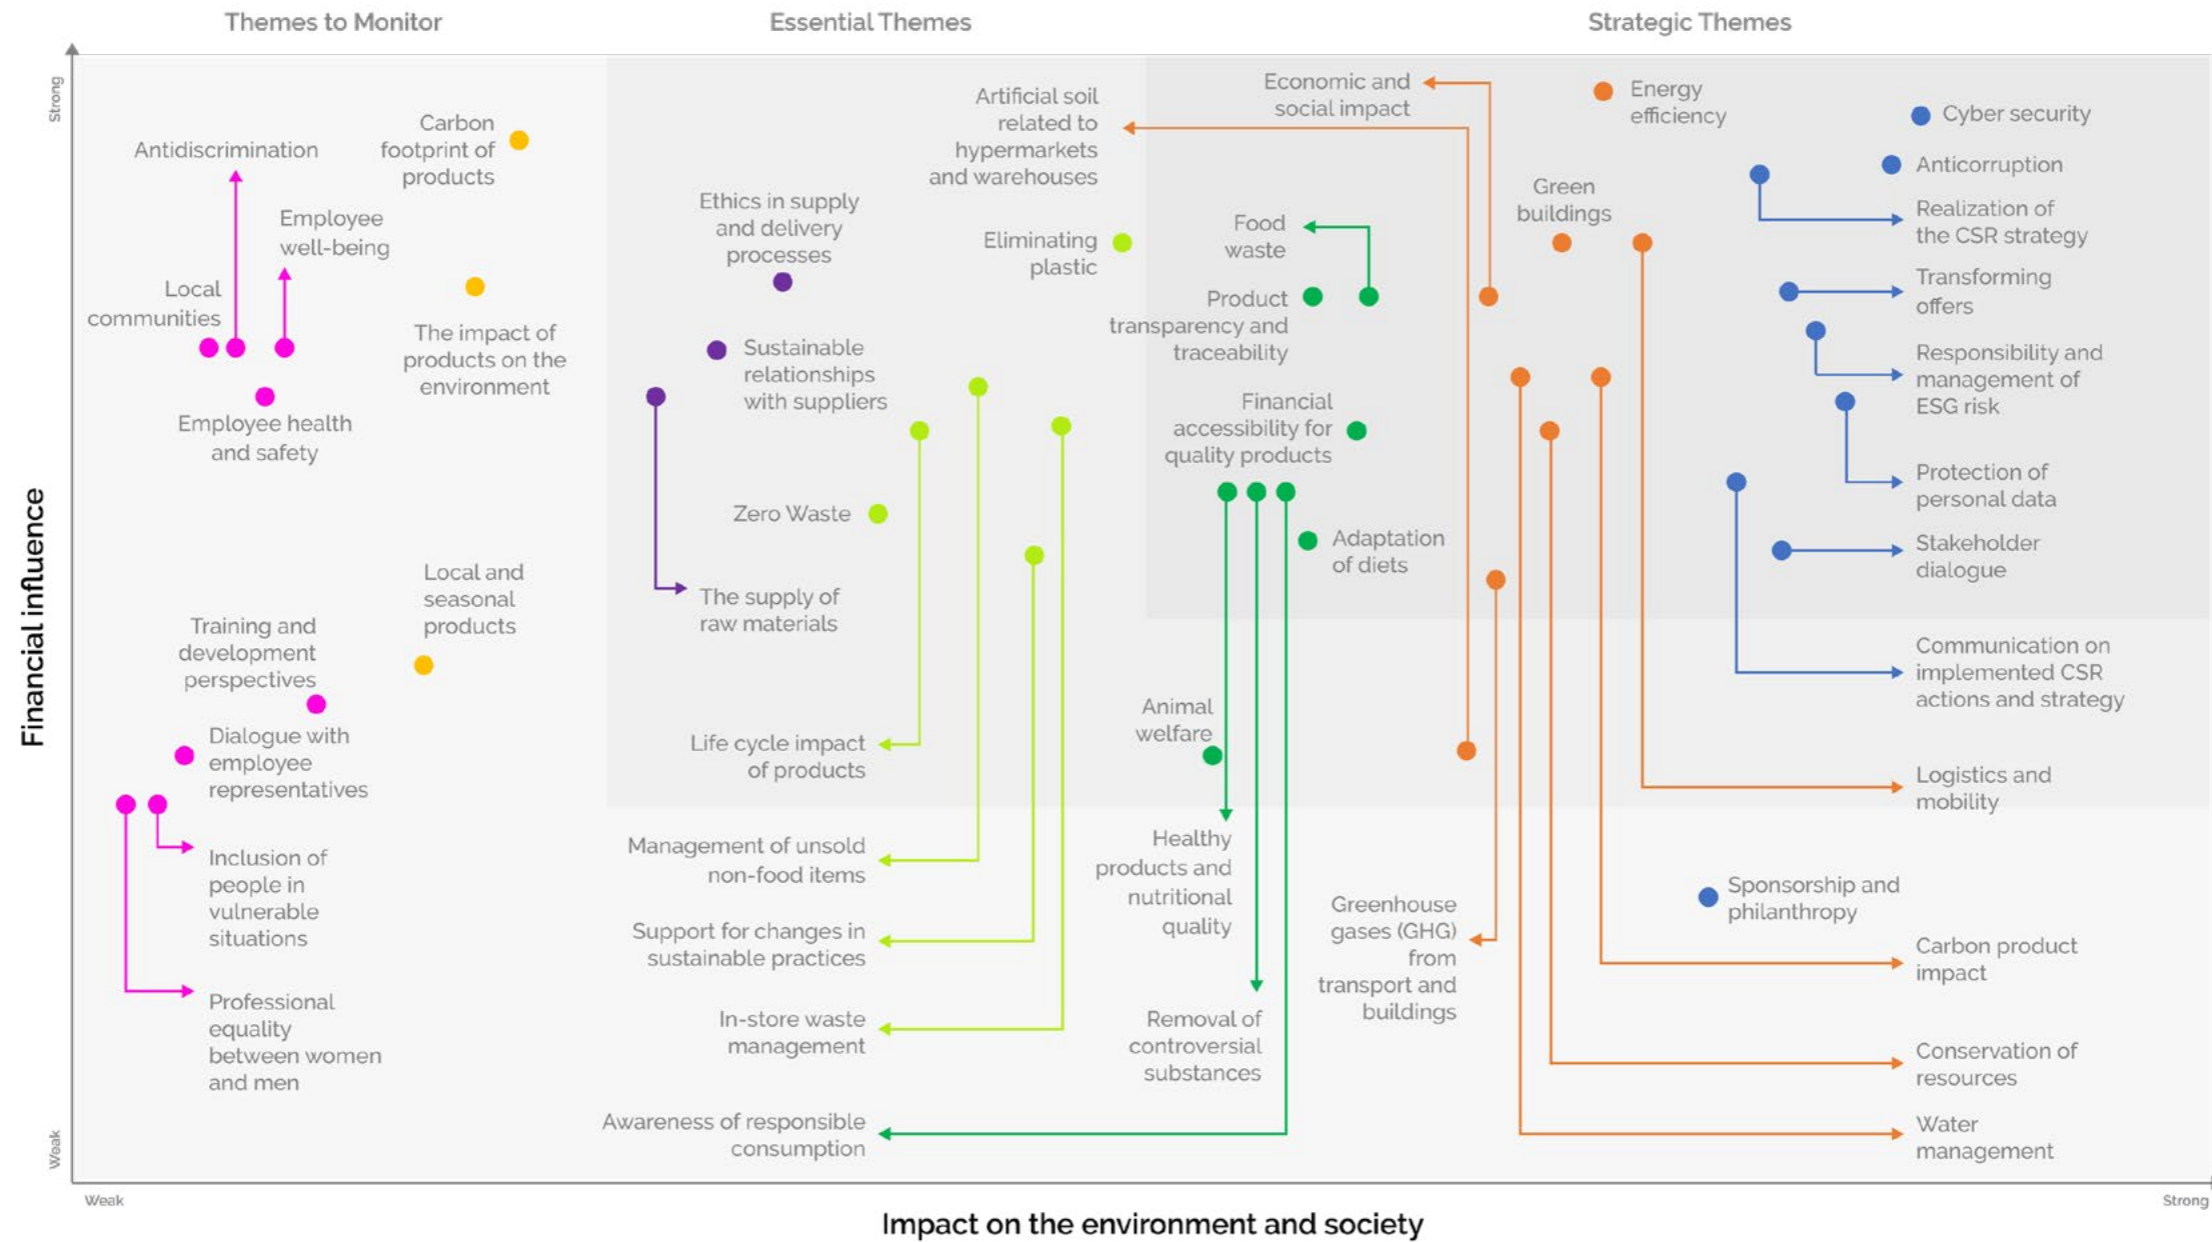 Themes to Monitor
Essential Themes
Strategic Themes
Strong
Financial influence
Weak
Antidiscrimination
Carbon
footprint of
products
Employee
well-being
Local
communities
The impact of
products on the
environment
Employee health
and safety
Local and
seasonal
products
Training and
development
perspectives
Dialogue with
employee
representatives
Inclusion of
people in
vulnerable
situations
Professional
equality
between women
and men
Artificial soil
related to
hypermarkets
and warehouses
Ethics in supply
and delivery
processes
Eliminating
plastic
Sustainable
relationships
with suppliers
Zero Waste
The supply of
raw materials
Life cycle impact
of products
Management of unsold
non-food items
Support for changes in
sustainable practices
In-store waste
management
Awareness of responsible
consumption
Economic and
social impact
Food
waste
Product
transparency and
traceability
Financial
accessibility for
quality products
Adaptation
of diets
Animal
welfare
Healthy
products and
nutritional
quality
Removal of
controversial
substances
Greenhouse
gases (GHG)
from
transport and
buildings
Energy
efficiency
Green
buildings
Cyber security
Anticorruption
Realization of
the CSR strategy
Transforming
offers
Responsibility and
management of
ESG risk
Protection of
personal data
Stakeholder
dialogue
Communication on
implemented CSR
actions and strategy
Logistics and
mobility
Sponsorship and
philanthropy
Carbon product
impact
Conservation of
resources
Water
management
Weak
Impact on the environment and society
Strong